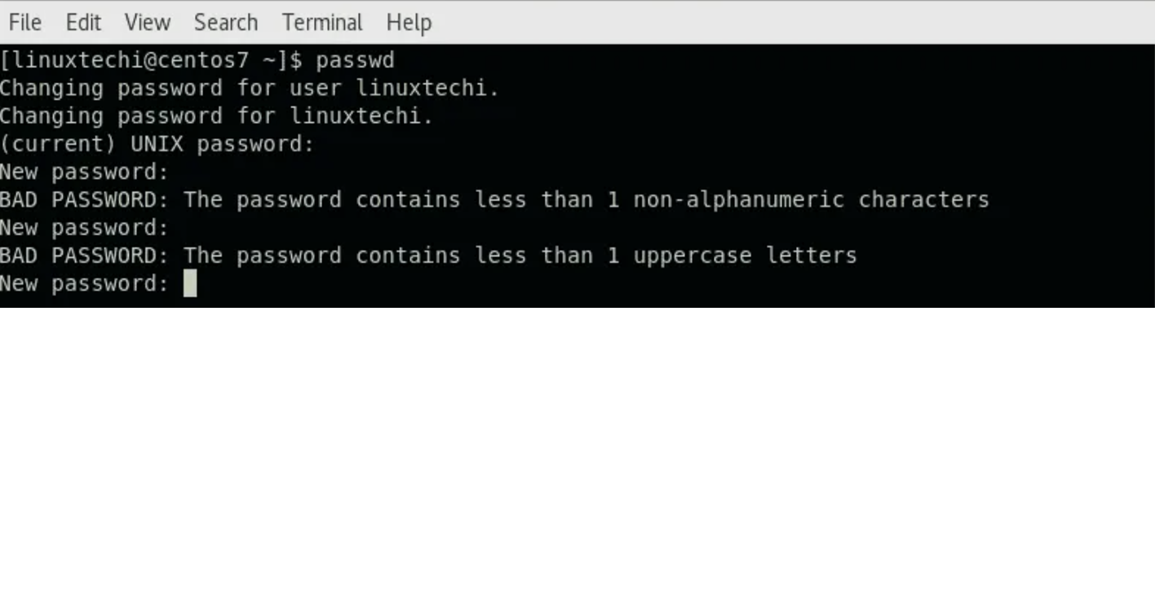 File Edit View Search Terminal Help
[linuxtechi@centos7 ~]$ passwd
Changing password for user linuxtechi.
Changing password for linuxtechi.
(current) UNIX password:
New password:
BAD PASSWORD: The password contains less than 1 non-alphanumeric characters
New password:
BAD PASSWORD: The password contains less than 1 uppercase letters
New password: